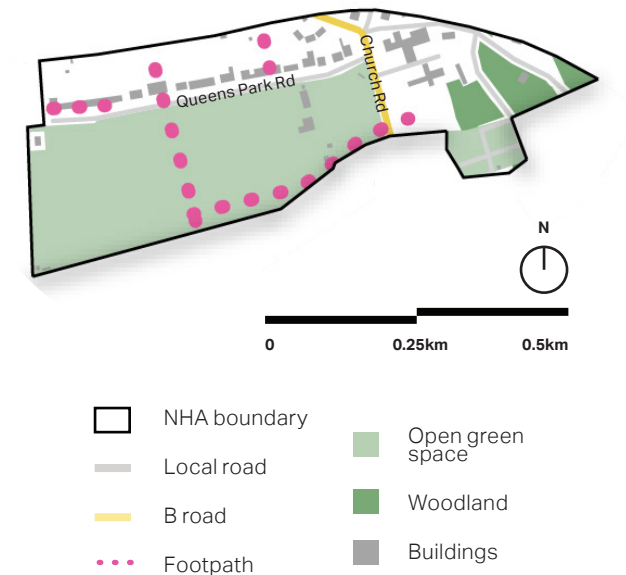 Church Rd
Queens Park Rd
N
0 0.25km 0.5km
NHA boundary
Local road
B road
Footpath
Open green
space
Woodland
Buildings